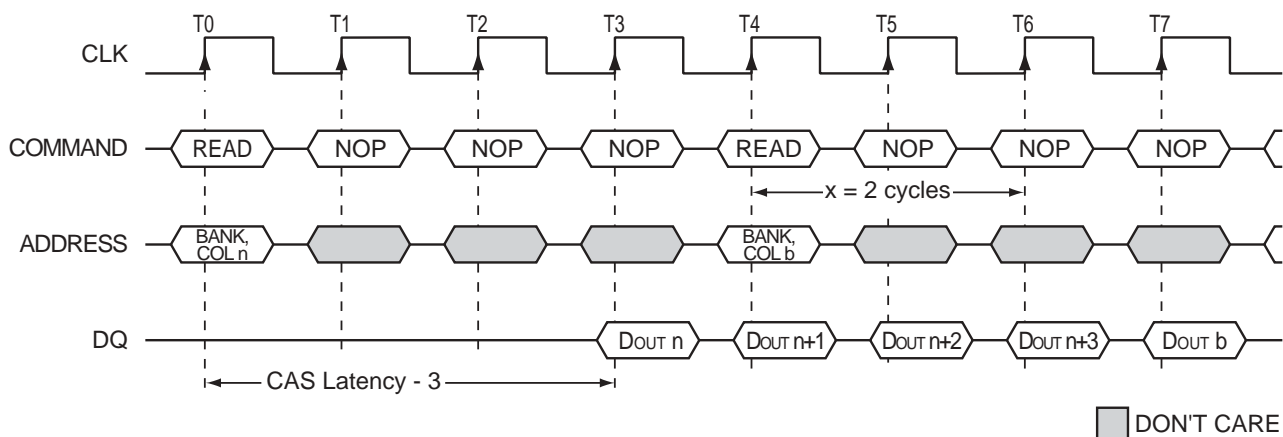 T0 T1 T2 T3 T4 T5 T6 T7
CLK
COMMAND READ NOP NOP NOP READ NOP NOP NOP
x = 2 cycles
ADDRESS BANK, COL n BANK, COL b
DQ DOUT n DOUT n+1 DOUT n+2 DOUT n+3 DOUT b
CAS Latency - 3
DON'T CARE